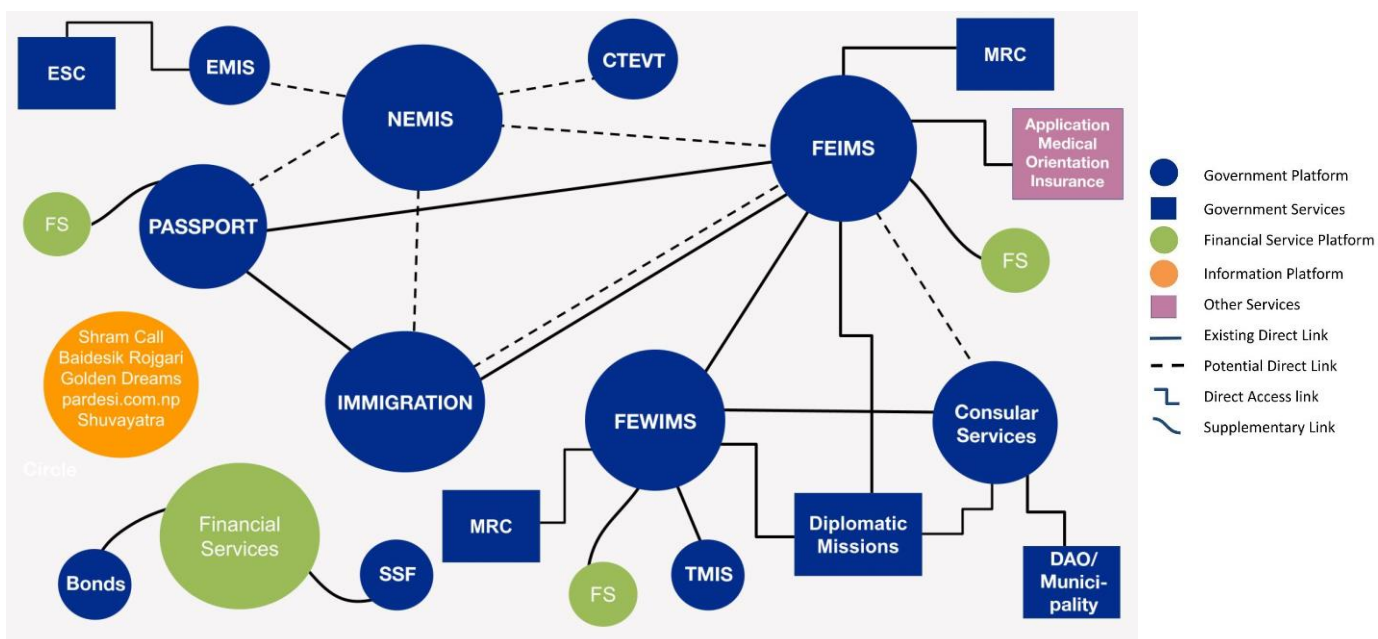 ESC
EMIS
NEMIS
CTEVT
FEIMS
MRC
Application
Medical
Orientation
Insurance
FS
PASSPORT
FS
Shram Call
Baidesik Rojgari
Golden Dreams
pardesi.com.np
Shuvayatra
Circle
IMMIGRATION
FEWIMS
Consular
Services
Financial
Services
Bonds
SSF
MRC
FS
TMIS
Diplomatic
Missions
DAO/
Munici-
pality
Government Platform
Government Services
Financial Service Platform
Information Platform
Other Services
Existing Direct Link
Potential Direct Link
Direct Access link
Supplementary Link